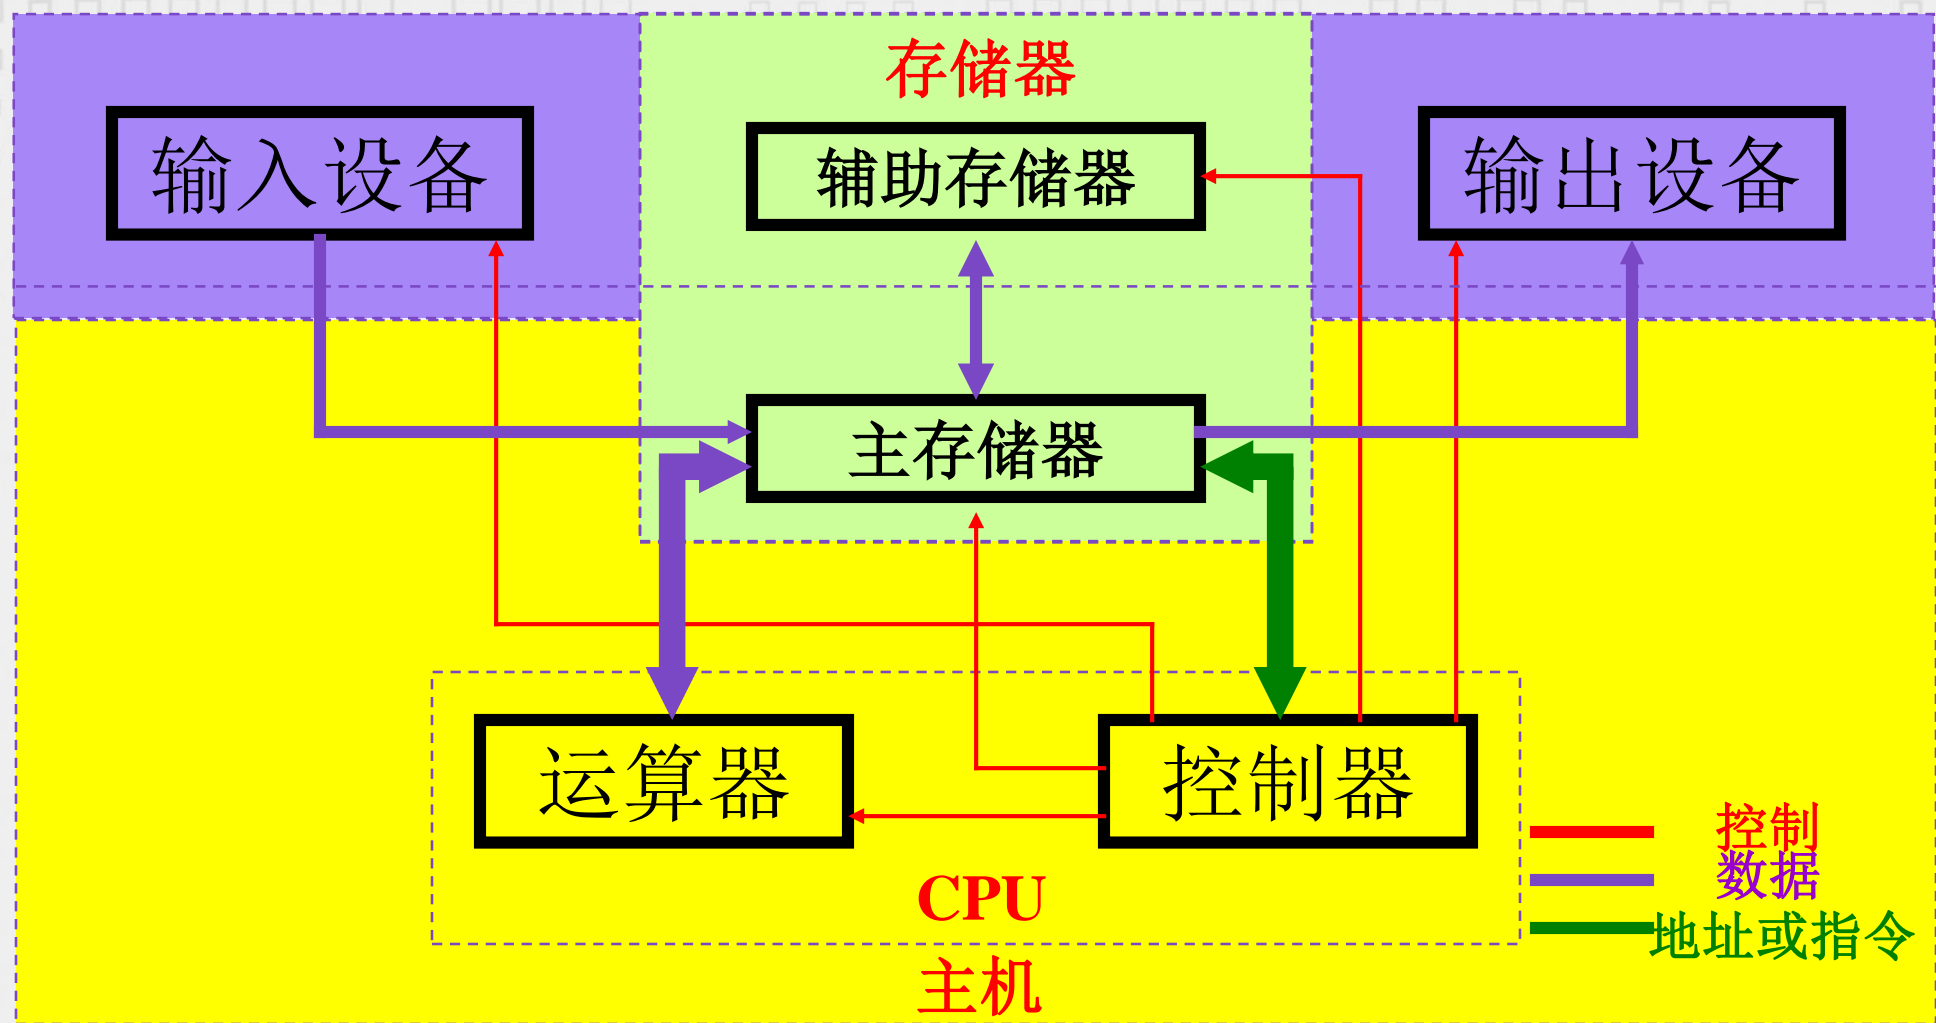 存储器
输入设备
辅助存储器
输出设备
主存储器
运算器
控制器
控制
数据
地址或指令
CPU
主机